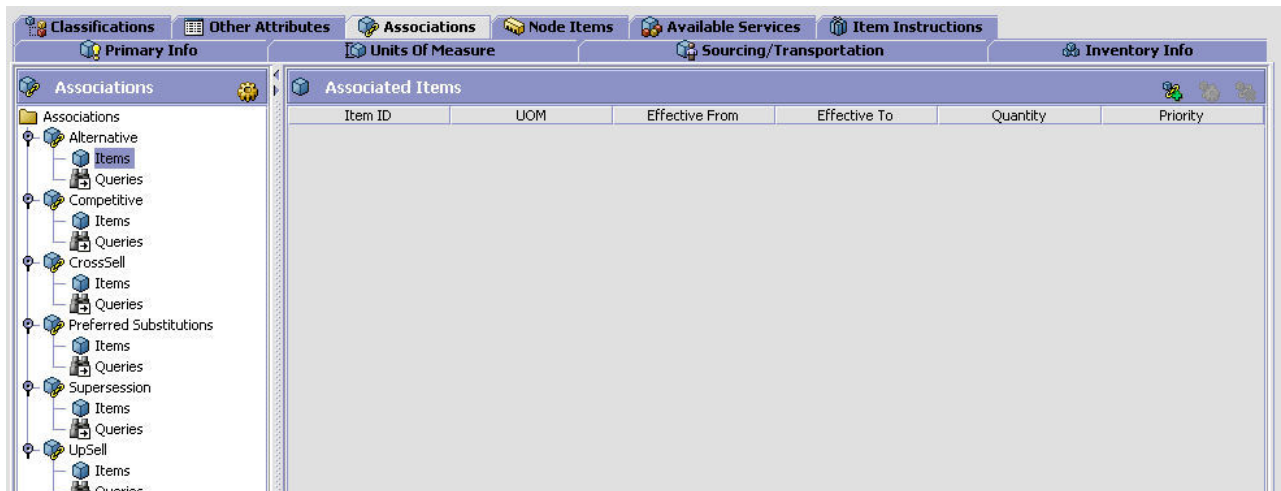 Classifications Other Attributes Associations Node Items Available Services Item Instructions
Primary Info Units Of Measure Sourcing/Transportation Inventory Info
Associations Associated Items
Item ID UOM Effective From Effective To Quantity Priority
Associations
Alternative
Items
Queries
Competitive
Items
Queries
CrossSell
Items
Queries
Preferred Substitutions
Items
Queries
Supersession
Items
Queries
UpSell
Items
Queries